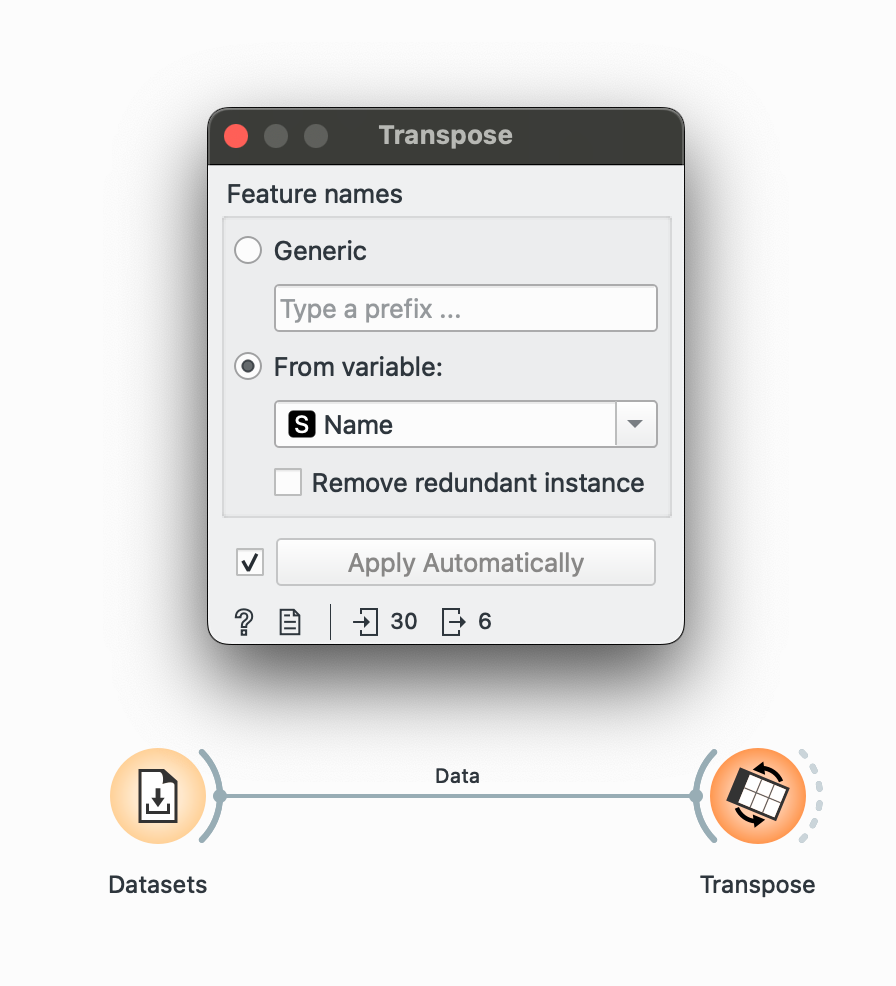 Transpose
Feature names
Generic
Type a prefix ...
From variable:
S Name
Remove redundant instance
Apply Automatically
? 30 6
Data
Datasets
Transpose